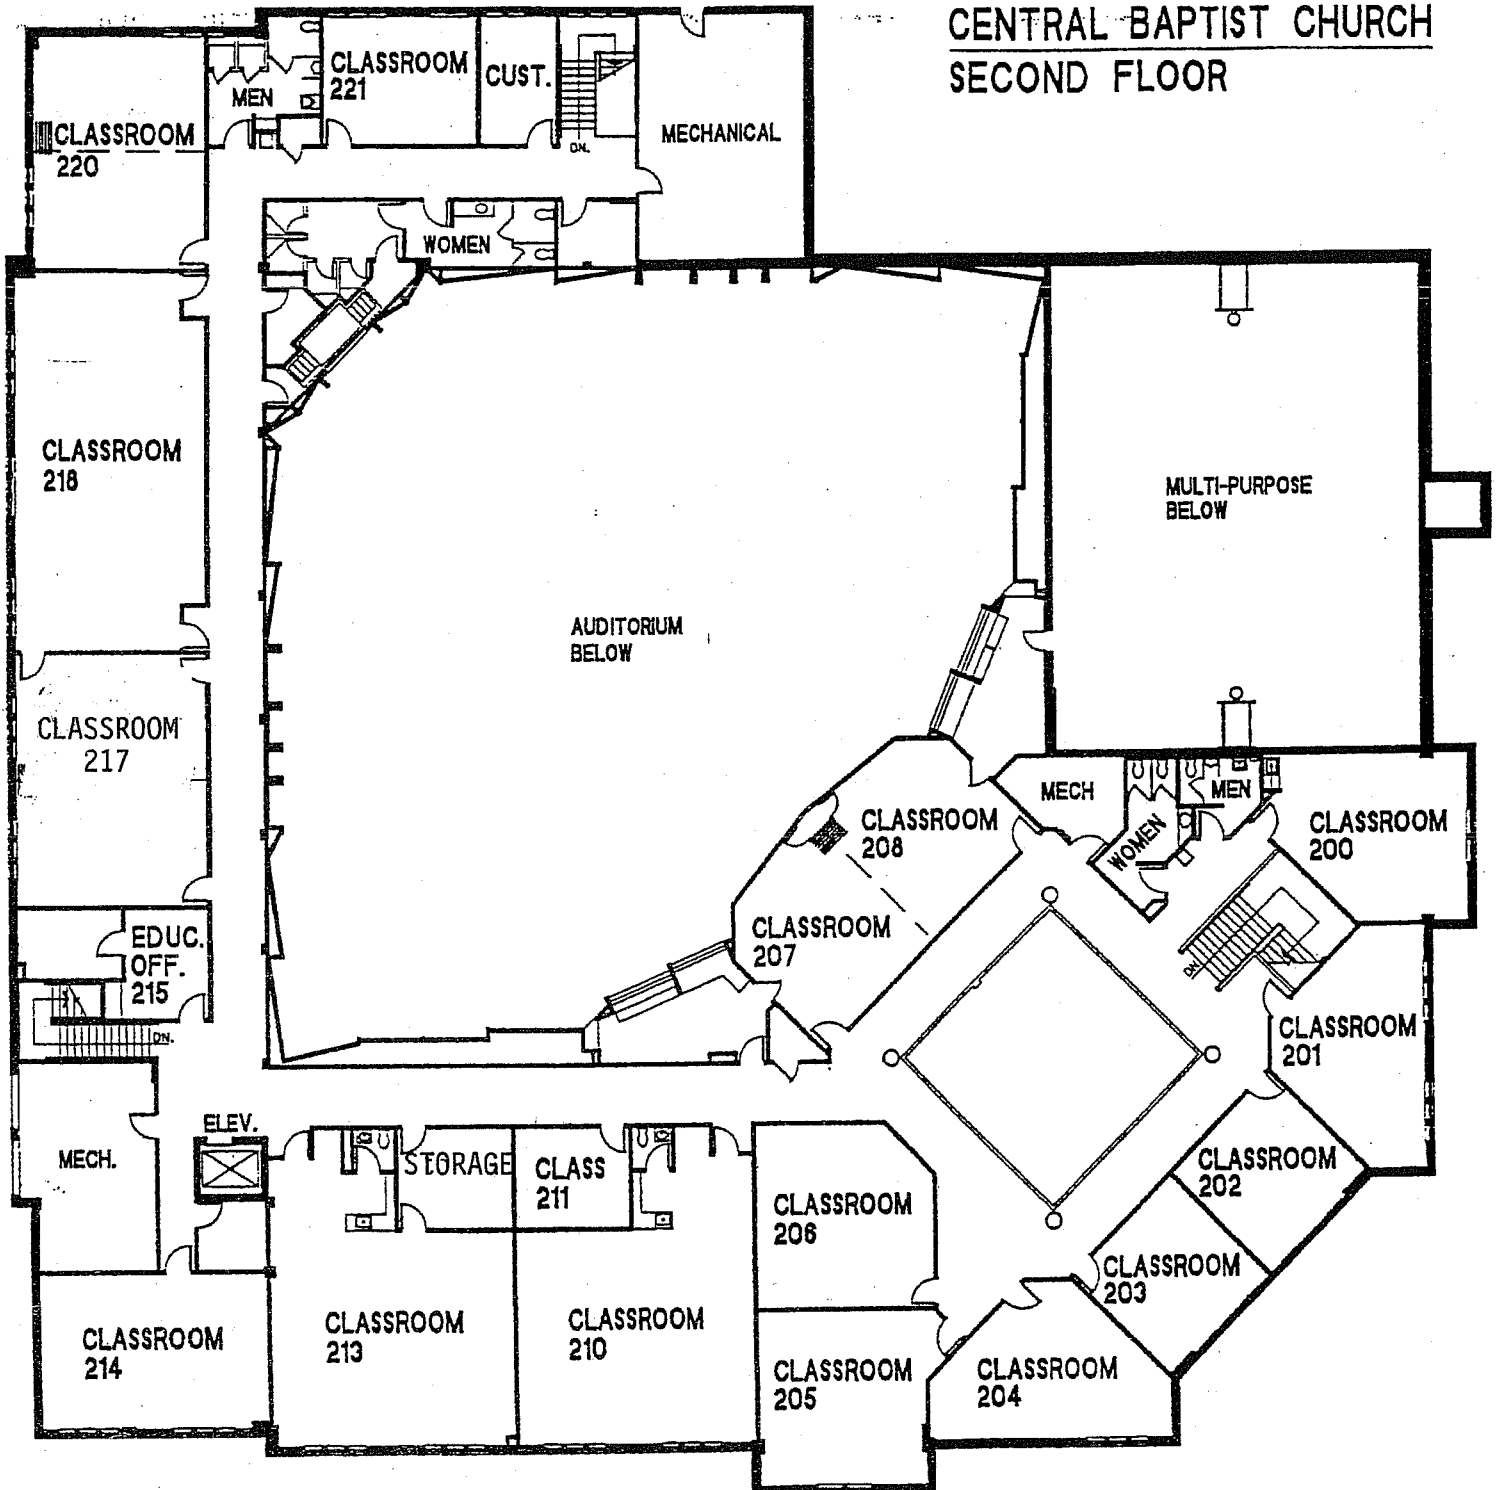 CENTRAL BAPTIST CHURCH
SECOND FLOOR
CLASSROOM
221
CUST.
MEN
CLASSROOM
220
MECHANICAL
DN.
WOMEN
CLASSROOM
218
MULTI-PURPOSE
BELOW
AUDITORIUM
BELOW
CLASSROOM
217
MECH
MEN
WOMEN
CLASSROOM
208
CLASSROOM
200
CLASSROOM
207
EDUC.
OFF.
215
DN.
DN.
CLASSROOM
201
ELEV.
MECH.
STORAGE
CLASS
211
CLASSROOM
202
CLASSROOM
206
CLASSROOM
203
CLASSROOM
214
CLASSROOM
213
CLASSROOM
210
CLASSROOM
205
CLASSROOM
204